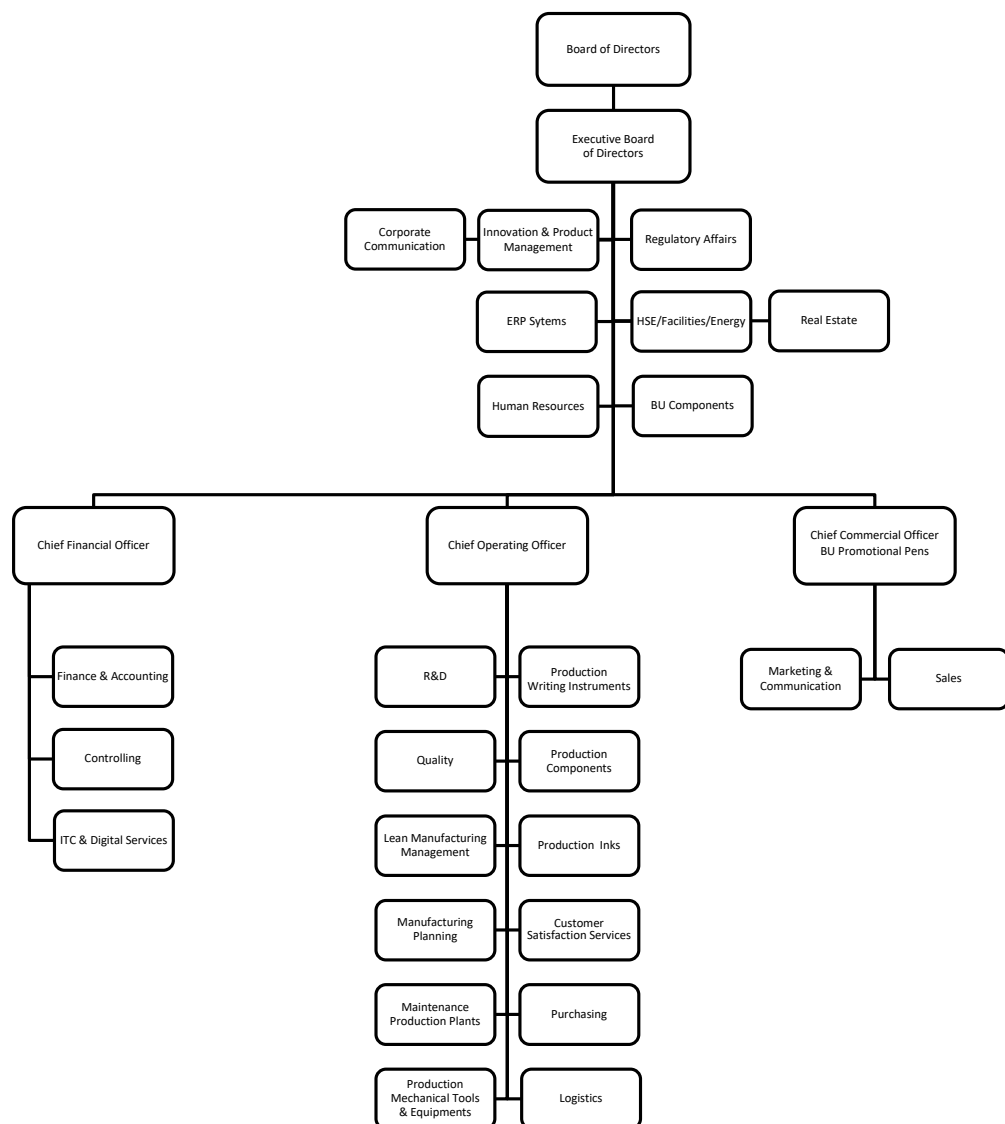 Board of Directors
Executive Board
of Directors
Corporate
Communication
Innovation & Product
Management
Regulatory Affairs
ERP Sytems
HSE/Facilities/Energy
Real Estate
Human Resources
BU Components
Chief Financial Officer
Chief Operating Officer
Chief Commercial Officer
BU Promotional Pens
Finance & Accounting
Controlling
ITC & Digital Services
R&D
Production
Writing Instruments
Quality
Production
Components
Lean Manufacturing
Management
Production Inks
Manufacturing
Planning
Customer
Satisfaction Services
Maintenance
Production Plants
Purchasing
Production
Mechanical Tools
& Equipments
Logistics
Marketing &
Communication
Sales